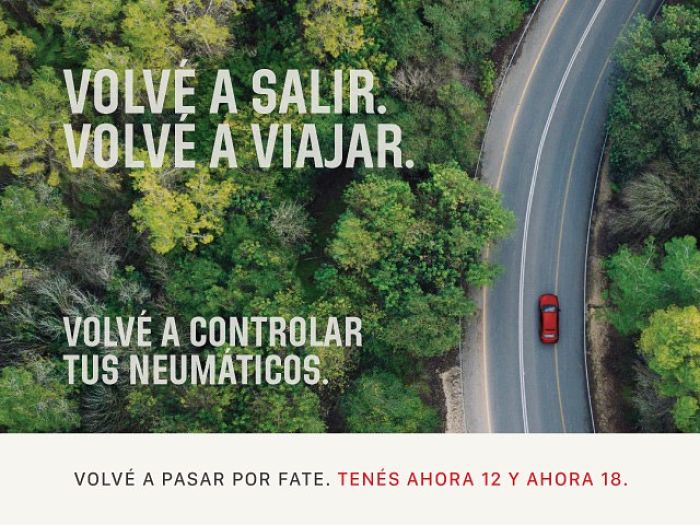 VOLVÉ A SALIR.
VOLVÉ A VIAJAR.
VOLVÉ A CONTROLAR
TUS NEUMÁTICOS.
VOLVÉ A PASAR POR FATE. TENÉS AHORA 12 Y AHORA 18.